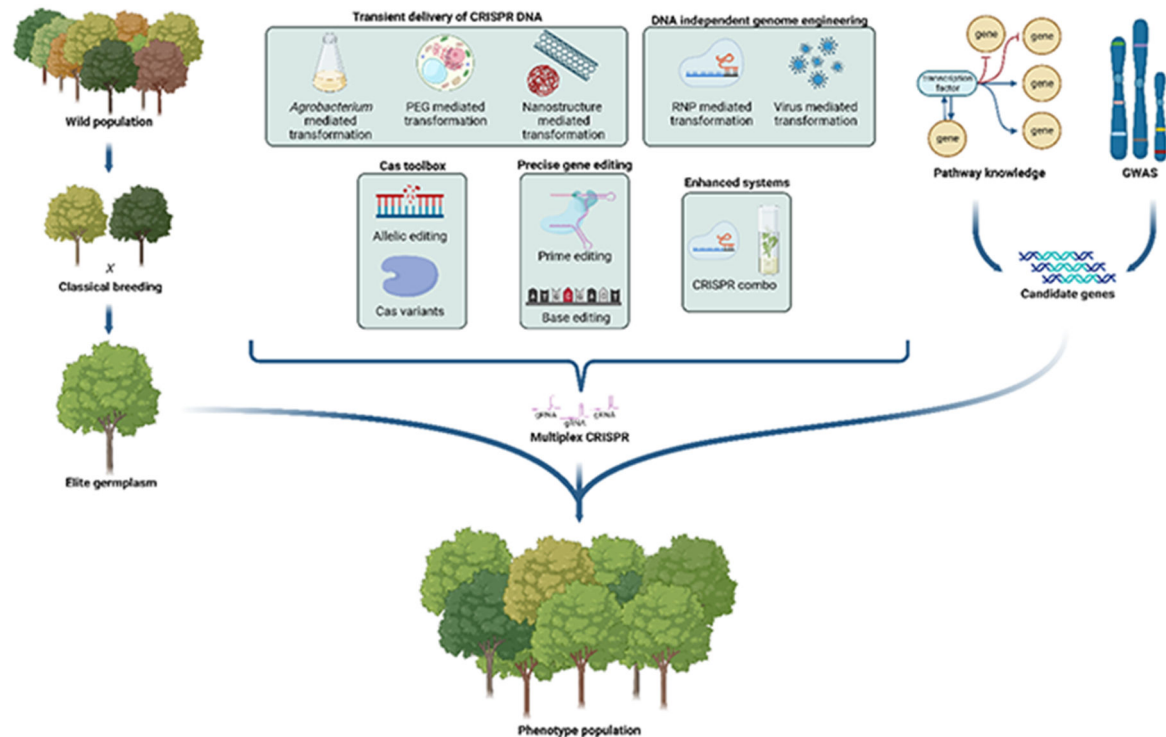 Transient delivery of CRISPR DNA
DNA independent genome engineering
Agrobacterium
mediated
transformation
PEG mediated
transformation
Nanostructure
mediated
transformation
RNP mediated
transformation
Virus mediated
transformation
gene
gene
transcription
factor
gene
gene
gene
Wild population
Pathway knowledge
GWAS
Cas toolbox
Allelic editing
Cas variants
Precise gene editing
Prime editing
Base editing
Enhanced systems
CRISPR combo
x
Classical breeding
Candidate genes
Elite germplasm
gRNA
gRNA
gRNA
Multiplex CRISPR
Phenotype population